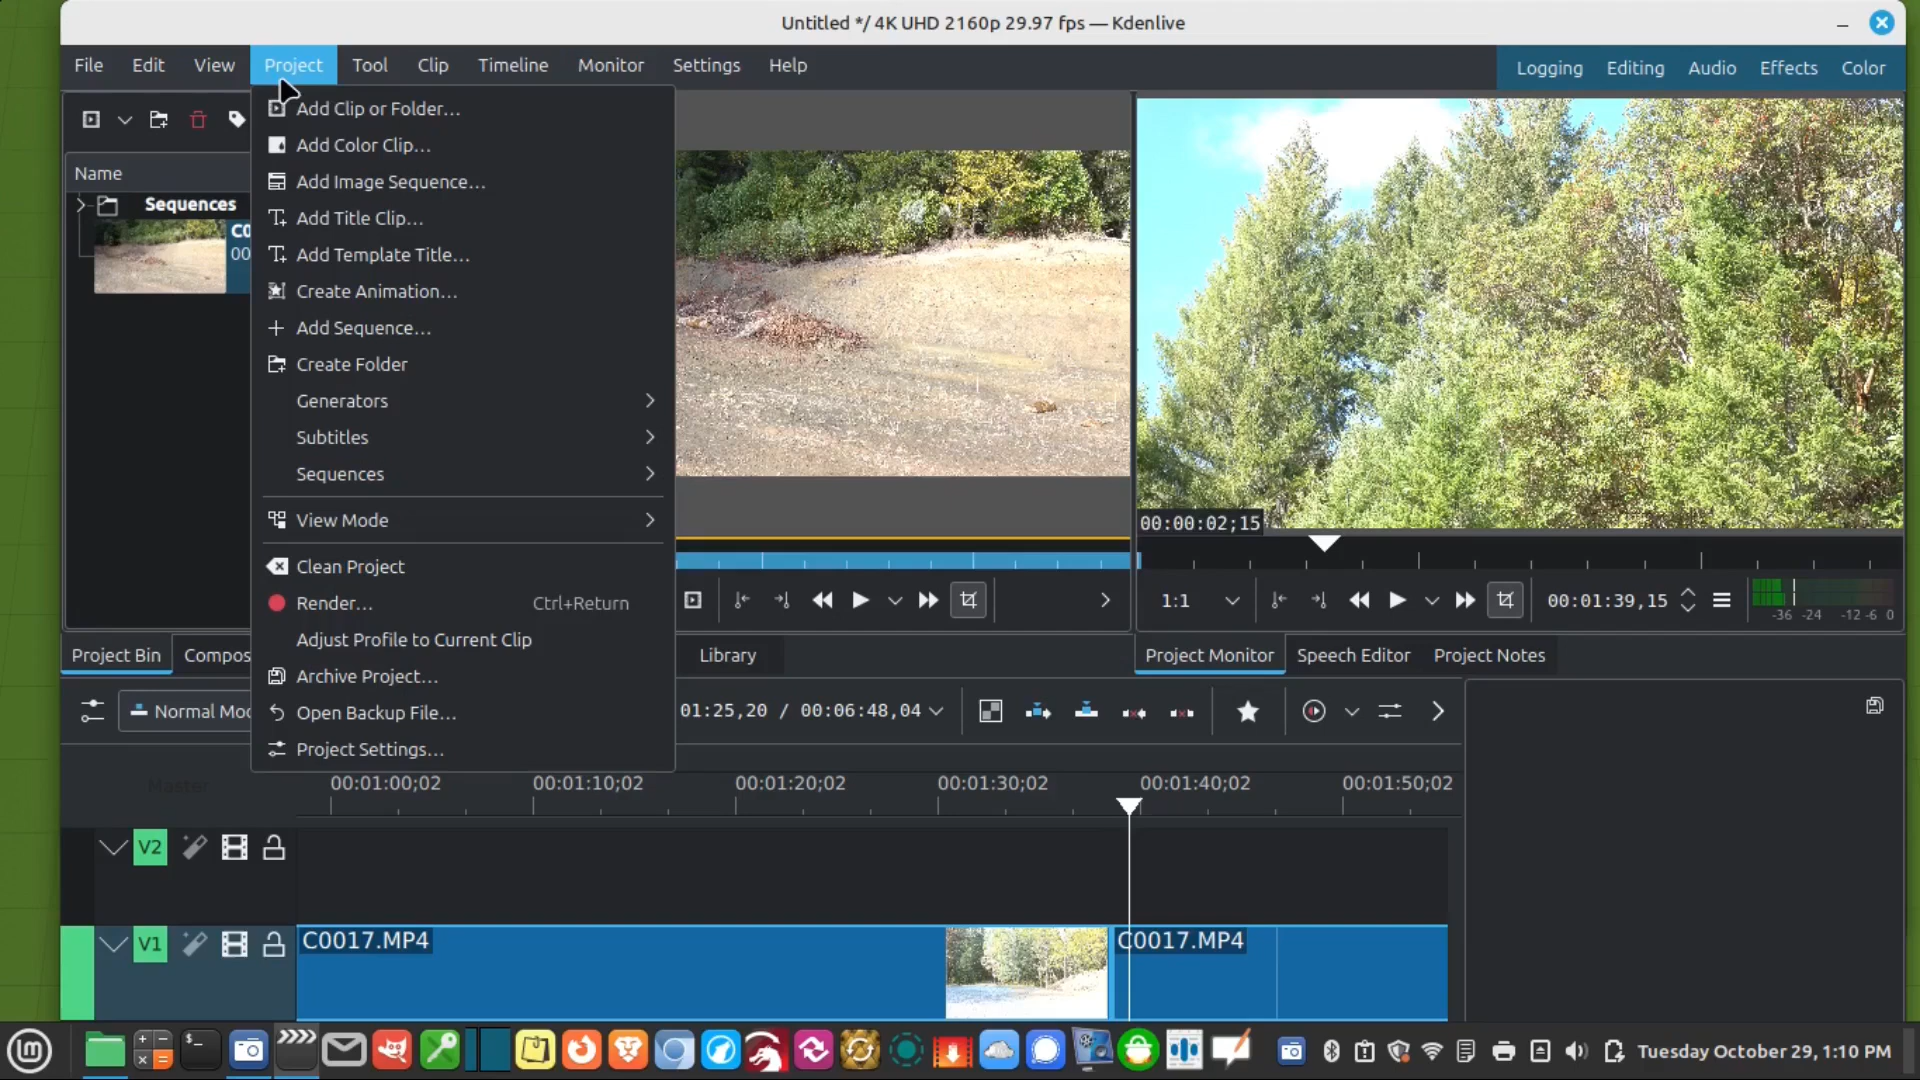 Untitled */ 4K UHD 2160p 29.97 fps — Kdenlive
File Edit View Project Tool Clip Timeline Monitor Settings Help
Logging Editing Audio Effects Color
Add Clip or Folder…
Add Color Clip…
Add Image Sequence…
Add Title Clip…
Add Template Title…
Create Animation…
Add Sequence…
Create Folder
Generators
Subtitles
Sequences
View Mode
Clean Project
Render… Ctrl+Return
Adjust Profile to Current Clip
Archive Project…
Open Backup File…
Project Settings…
Name
Sequences
C0
00
00:00:02;15
1:1
00:01:39,15
-36 -24 -12 -6 0
Project Bin Compos
Library
Project Monitor Speech Editor Project Notes
Normal Mod
01:25,20 / 00:06:48,04
Master
00:01:00;02 00:01:10;02 00:01:20;02 00:01:30;02 00:01:40;02 00:01:50;02
V2
V1
C0017.MP4
C0017.MP4
Tuesday October 29, 1:10 PM